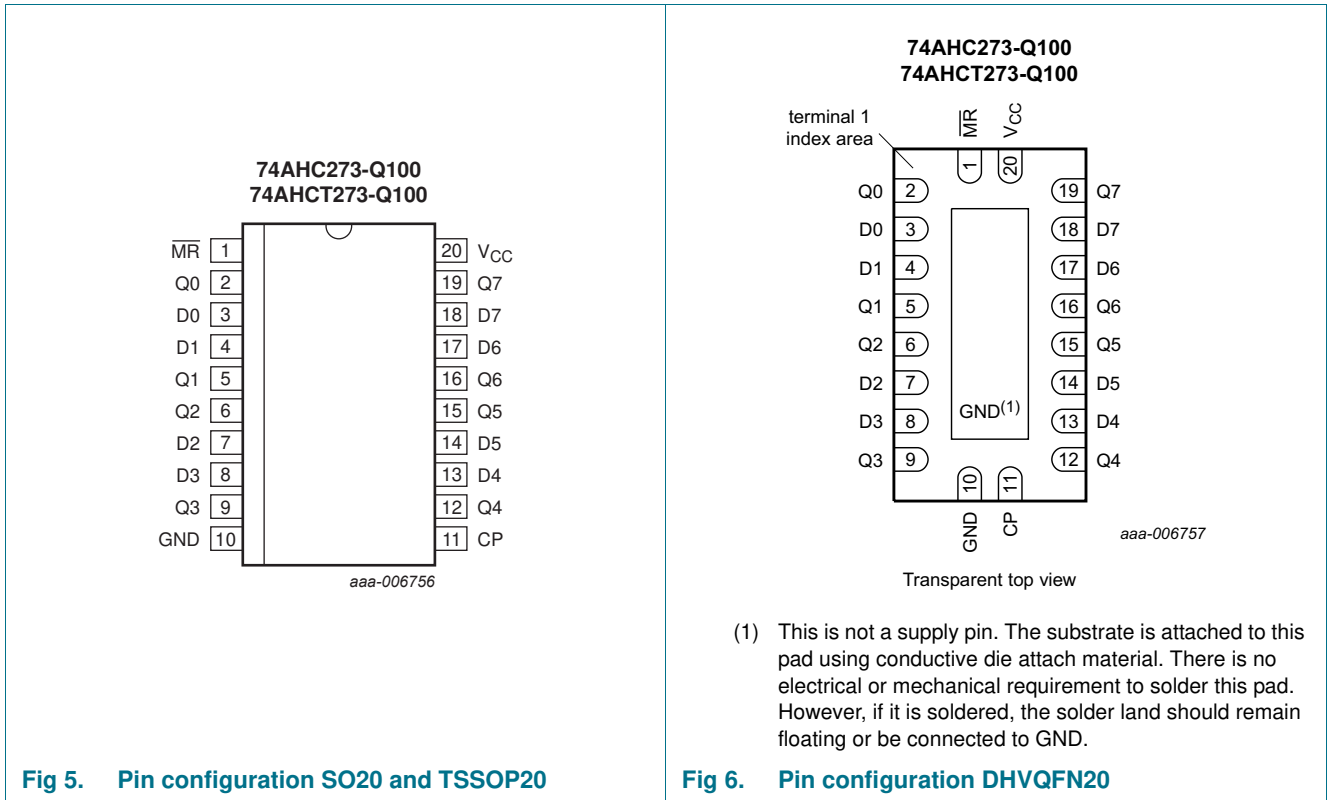 74AHC273-Q100
74AHCT273-Q100
MR 1 20 VCC
Q0 2 19 Q7
D0 3 18 D7
D1 4 17 D6
Q1 5 16 Q6
Q2 6 15 Q5
D2 7 14 D5
D3 8 13 D4
Q3 9 12 Q4
GND 10 11 CP
aaa-006756
Fig 5. Pin configuration SO20 and TSSOP20
74AHC273-Q100
74AHCT273-Q100
terminal 1
index area
MR VCC
1 20
Q0 2 19 Q7
D0 3 18 D7
D1 4 17 D6
Q1 5 16 Q6
Q2 6 15 Q5
D2 7 14 D5
D3 8 GND(1) 13 D4
Q3 9 12 Q4
10 11
GND CP
aaa-006757
Transparent top view
(1) This is not a supply pin. The substrate is attached to this
pad using conductive die attach material. There is no
electrical or mechanical requirement to solder this pad.
However, if it is soldered, the solder land should remain
floating or be connected to GND.
Fig 6. Pin configuration DHVQFN20